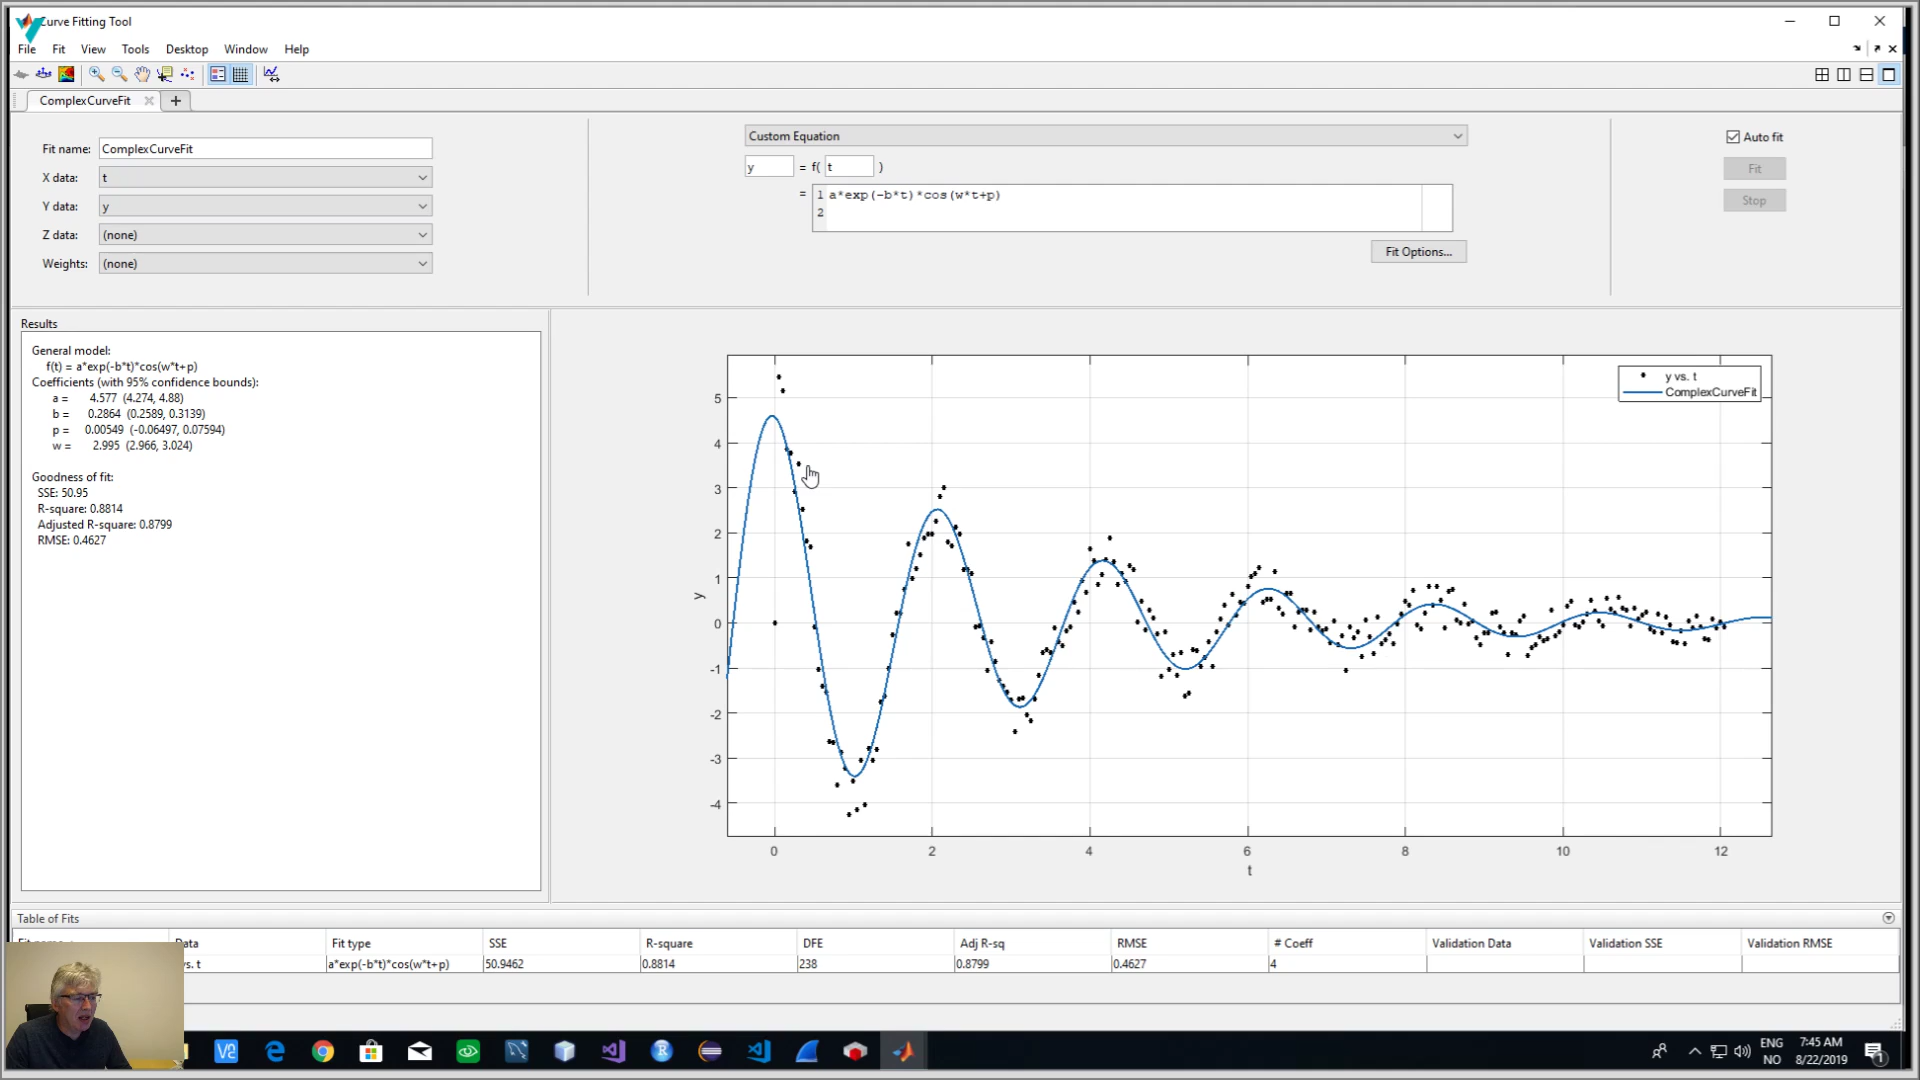 Curve Fitting Tool
File Fit View Tools Desktop Window Help
ComplexCurveFit
Fit name: ComplexCurveFit
X data: t
Y data: y
Z data: (none)
Weights: (none)
Custom Equation
y = f( t )
= 1 a*exp(-b*t)*cos(w*t+p)
2
Fit Options...
Auto fit
Fit
Stop
Results
General model:
f(t) = a*exp(-b*t)*cos(w*t+p)
Coefficients (with 95% confidence bounds):
a = 4.577 (4.274, 4.88)
b = 0.2864 (0.2589, 0.3139)
p = 0.00549 (-0.06497, 0.07594)
w = 2.995 (2.966, 3.024)
Goodness of fit:
SSE: 50.95
R-square: 0.8814
Adjusted R-square: 0.8799
RMSE: 0.4627
y vs. t
ComplexCurveFit
5
4
3
2
1
0
-1
-2
-3
-4
y
0 2 4 6 8 10 12
t
Table of Fits
Data Fit type SSE R-square DFE Adj R-sq RMSE # Coeff Validation Data Validation SSE Validation RMSE
vs. t a*exp(-b*t)*cos(w*t+p) 50.9462 0.8814 238 0.8799 0.4627 4
ENG
NO
7:45 AM
8/22/2019
1